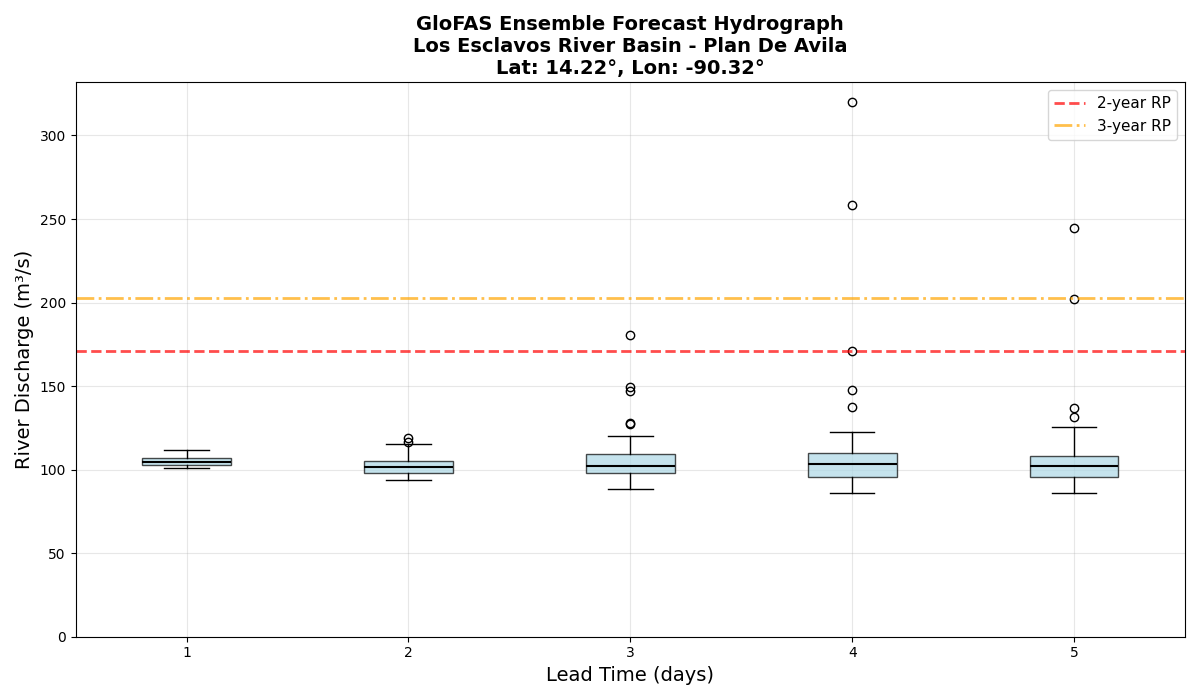 GloFAS Ensemble Forecast Hydrograph
Los Esclavos River Basin - Plan De Avila
Lat: 14.22°, Lon: -90.32°
2-year RP
3-year RP
River Discharge (m³/s)
300
250
200
150
100
50
0
1 2 3 4 5
Lead Time (days)